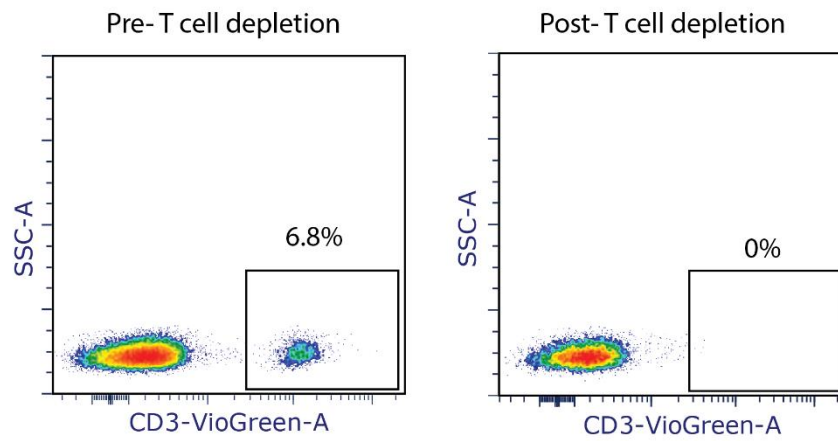 Pre- T cell depletion
Post- T cell depletion
SSC-A
6.8%
CD3-VioGreen-A
SSC-A
0%
CD3-VioGreen-A